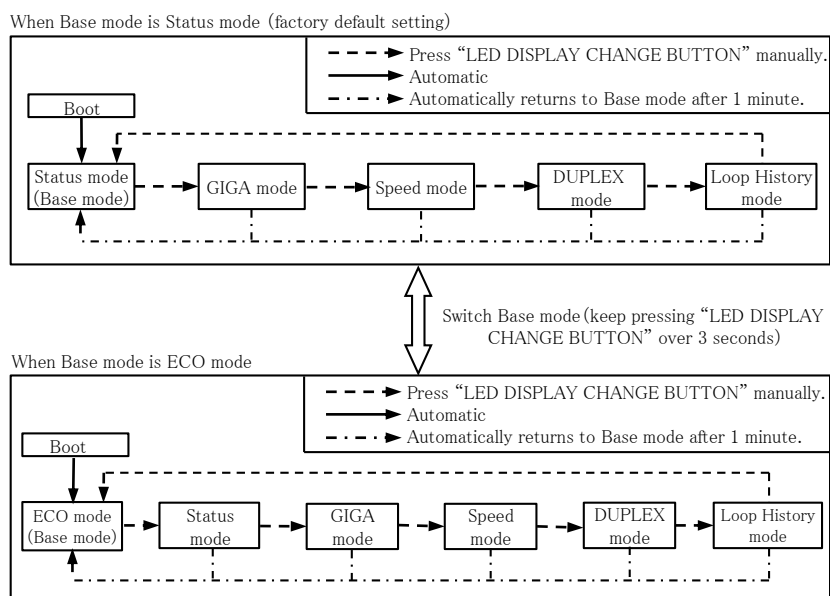 When Base mode is Status mode (factory default setting)
Press “LED DISPLAY CHANGE BUTTON” manually.
Automatic
Automatically returns to Base mode after 1 minute.
Boot
Status mode
(Base mode)
GIGA mode
Speed mode
DUPLEX
mode
Loop History
mode
Switch Base mode(keep pressing “LED DISPLAY
CHANGE BUTTON” over 3 seconds)
When Base mode is ECO mode
Press “LED DISPLAY CHANGE BUTTON” manually.
Automatic
Automatically returns to Base mode after 1 minute.
Boot
ECO mode
(Base mode)
Status
mode
GIGA
mode
Speed
mode
DUPLEX
mode
Loop History
mode